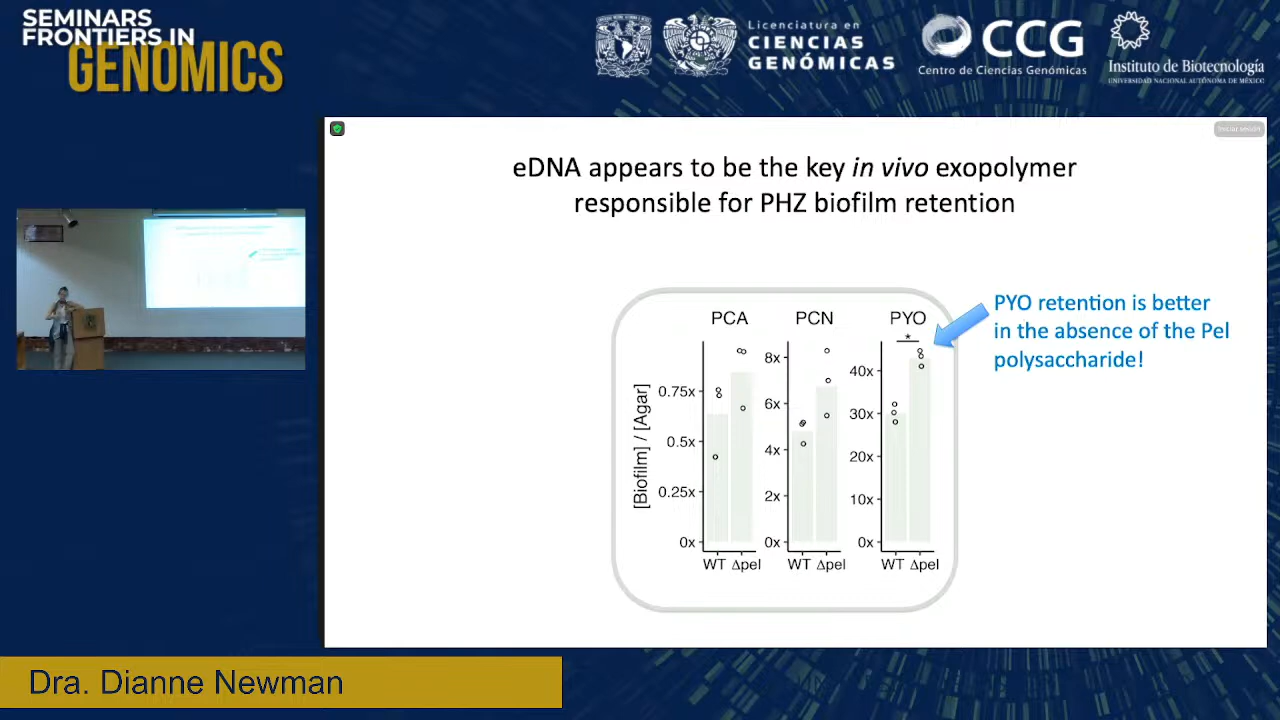 SEMINARS
FRONTIERS IN
GENOMICS
Licenciatura en
CIENCIAS
GENÓMICAS
CCG
Centro de Ciencias Genómicas
Instituto de Biotecnología
UNIVERSIDAD NACIONAL AUTÓNOMA DE MÉXICO
Iniciar sesión
eDNA appears to be the key in vivo exopolymer
responsible for PHZ biofilm retention
PYO retention is better
in the absence of the Pel
polysaccharide!
[Biofilm] / [Agar]
PCA
0.75x
0.5x
0.25x
0x
WT Δpel
PCN
8x
6x
4x
2x
0x
WT Δpel
PYO
*
40x
30x
20x
10x
0x
WT Δpel
Dra. Dianne Newman